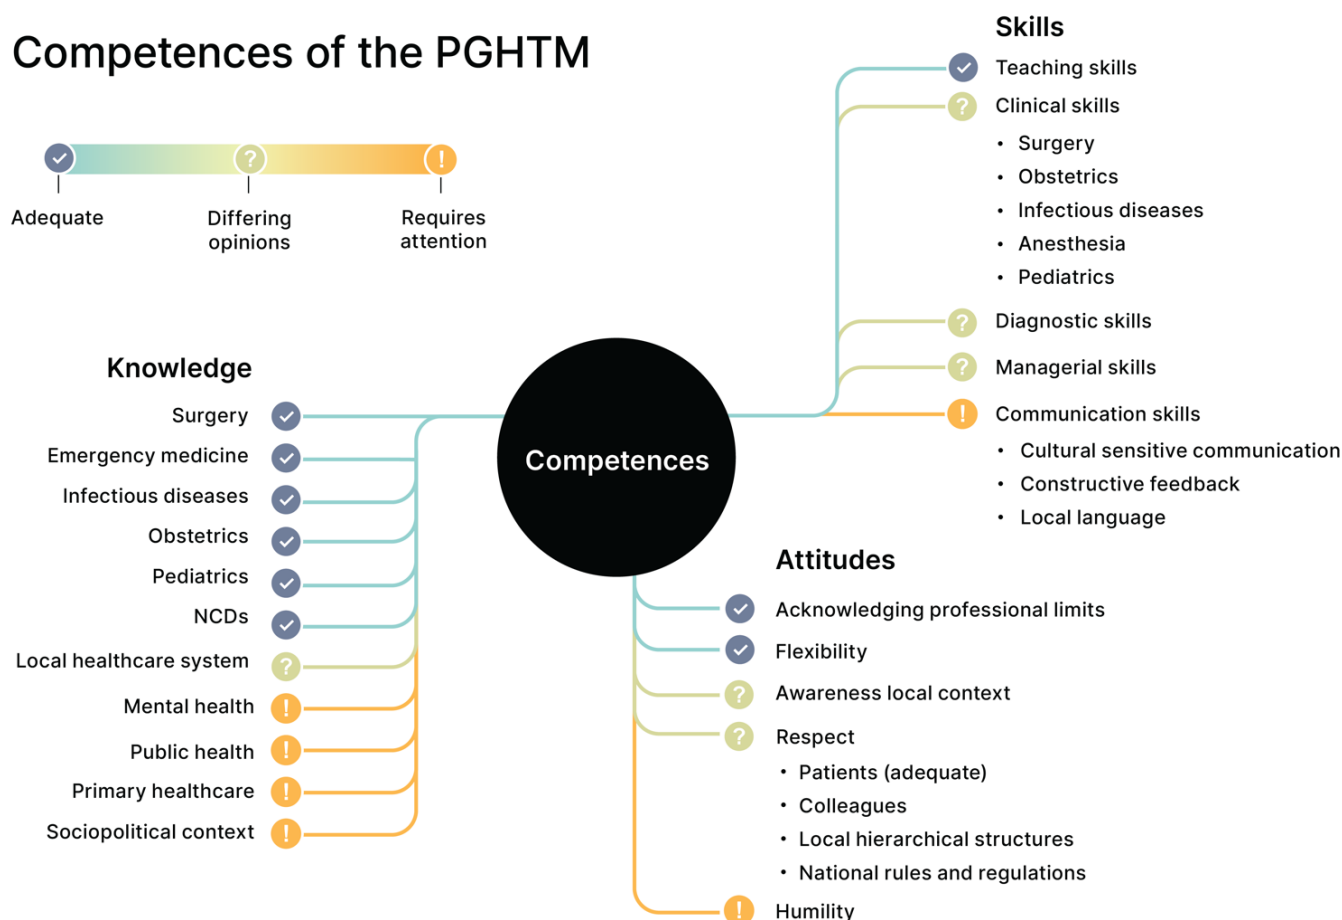 Competences of the PGHTM
Adequate
Differing
opinions
Requires
attention
Knowledge
Surgery
Emergency medicine
Infectious diseases
Obstetrics
Pediatrics
NCDs
Local healthcare system
Mental health
Public health
Primary healthcare
Sociopolitical context
Competences
Skills
Teaching skills
Clinical skills
• Surgery
• Obstetrics
• Infectious diseases
• Anesthesia
• Pediatrics
Diagnostic skills
Managerial skills
Communication skills
• Cultural sensitive communication
• Constructive feedback
• Local language
Attitudes
Acknowledging professional limits
Flexibility
Awareness local context
Respect
• Patients (adequate)
• Colleagues
• Local hierarchical structures
• National rules and regulations
Humility